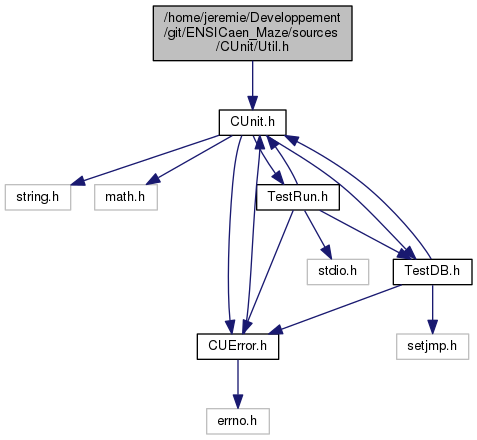 /home/jeremie/Developpement
/git/ENSICaen_Maze/sources
/CUnit/Util.h
CUnit.h
string.h
math.h
TestRun.h
stdio.h
TestDB.h
CUError.h
setjmp.h
errno.h